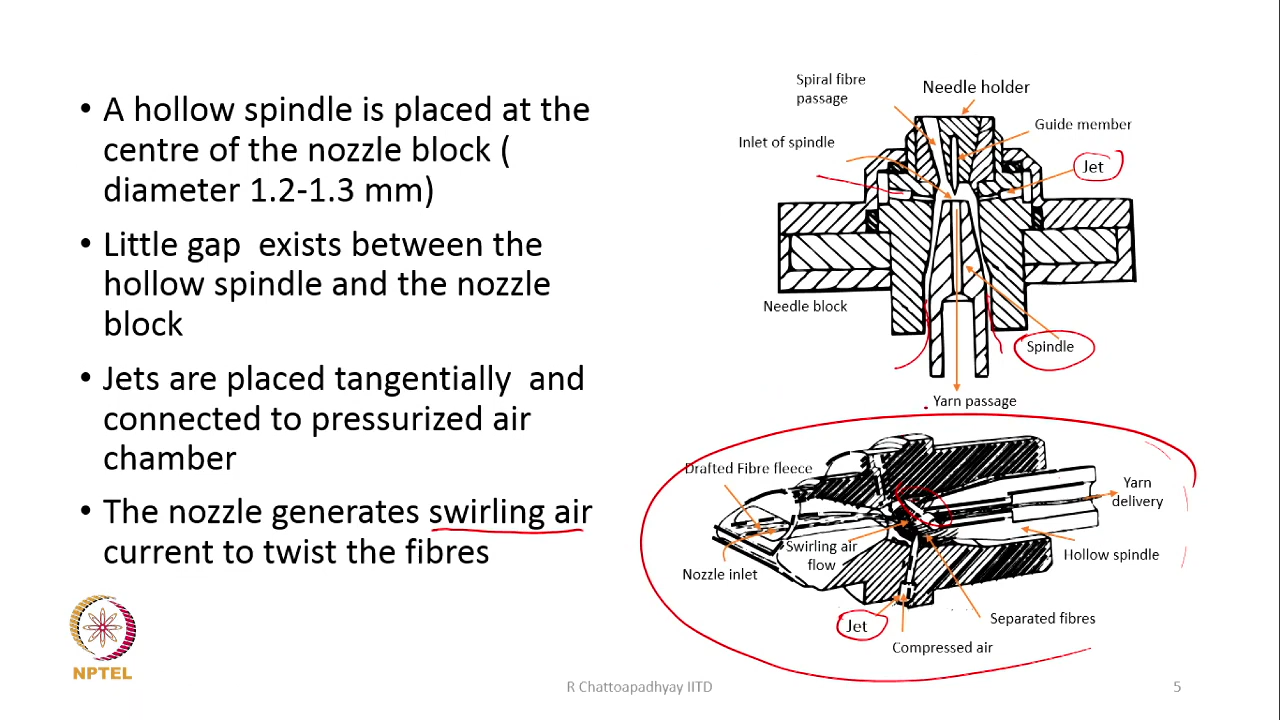 • A hollow spindle is placed at the
centre of the nozzle block (
diameter 1.2-1.3 mm)
• Little gap exists between the
hollow spindle and the nozzle
block
• Jets are placed tangentially and
connected to pressurized air
chamber
• The nozzle generates swirling air
current to twist the fibres
Spiral fibre
passage
Needle holder
Guide member
Inlet of spindle
Jet
Needle block
Spindle
Yarn passage
Drafted Fibre fleece
Yarn
delivery
Swirling air
flow
Hollow spindle
Nozzle inlet
Separated fibres
Jet
Compressed air
NPTEL
R Chattoapadhyay IITD
5